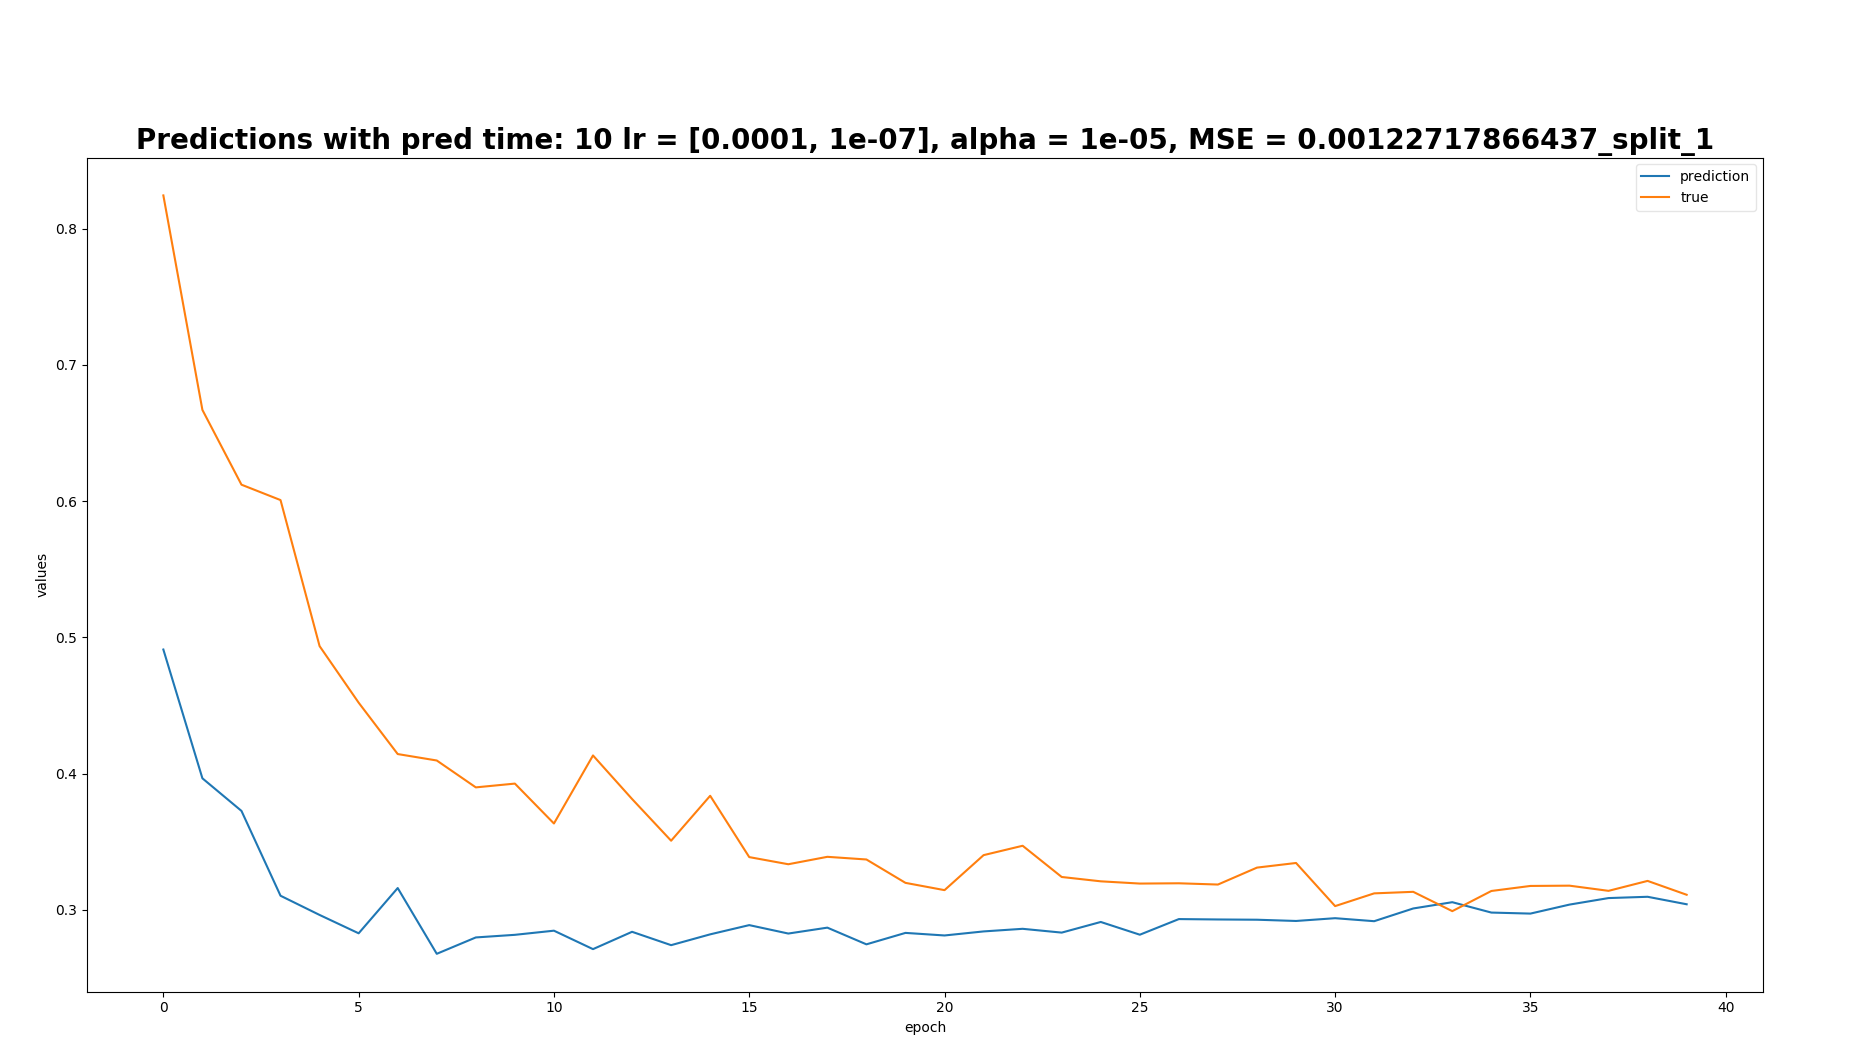 Predictions with pred time: 10 lr = [0.0001, 1e-07], alpha = 1e-05, MSE = 0.00122717866437_split_1
prediction
true
0.8
0.7
0.6
0.5
0.4
0.3
values
0 5 10 15 20 25 30 35 40
epoch